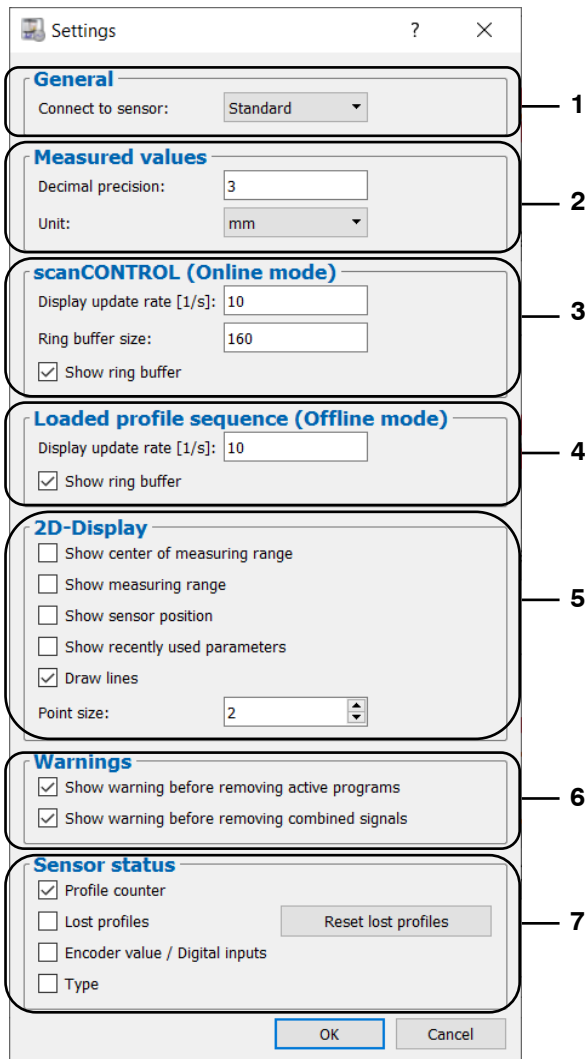 Settings ?
General
Connect to sensor: Standard
1
Measured values
Decimal precision: 3
2
Unit: mm
scanCONTROL (Online mode)
Display update rate [1/s]: 10
3
Ring buffer size: 160
Show ring buffer
Loaded profile sequence (Offline mode)
Display update rate [1/s]: 10
4
Show ring buffer
2D-Display
Show center of measuring range
Show measuring range
5
Show sensor position
Show recently used parameters
Draw lines
Point size: 2
Warnings
Show warning before removing active programs
6
Show warning before removing combined signals
Sensor status
Profile counter
Lost profiles Reset lost profiles
7
Encoder value / Digital inputs
Type
OK Cancel